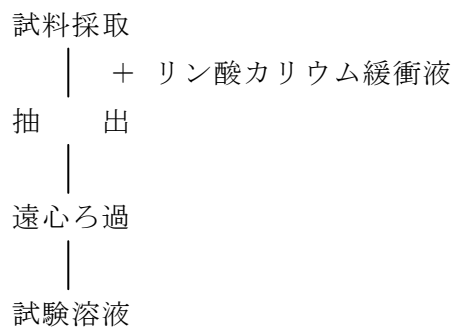 試料採取
＋ リン酸カリウム緩衝液
抽　　出
遠心ろ過
試験溶液